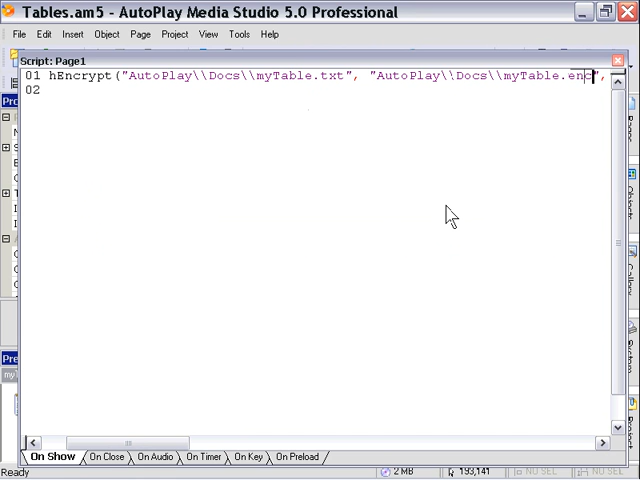 Tables.am5 - AutoPlay Media Studio 5.0 Professional
File Edit Insert Object Page Project View Tools Help
Script: Page1
01 hEncrypt("AutoPlay\\Docs\\myTable.txt", "AutoPlay\\Docs\\myTable.enc",
02
On Show On Close On Audio On Timer On Key On Preload
Ready 2 MB 193,141 NO SEL NO SEL